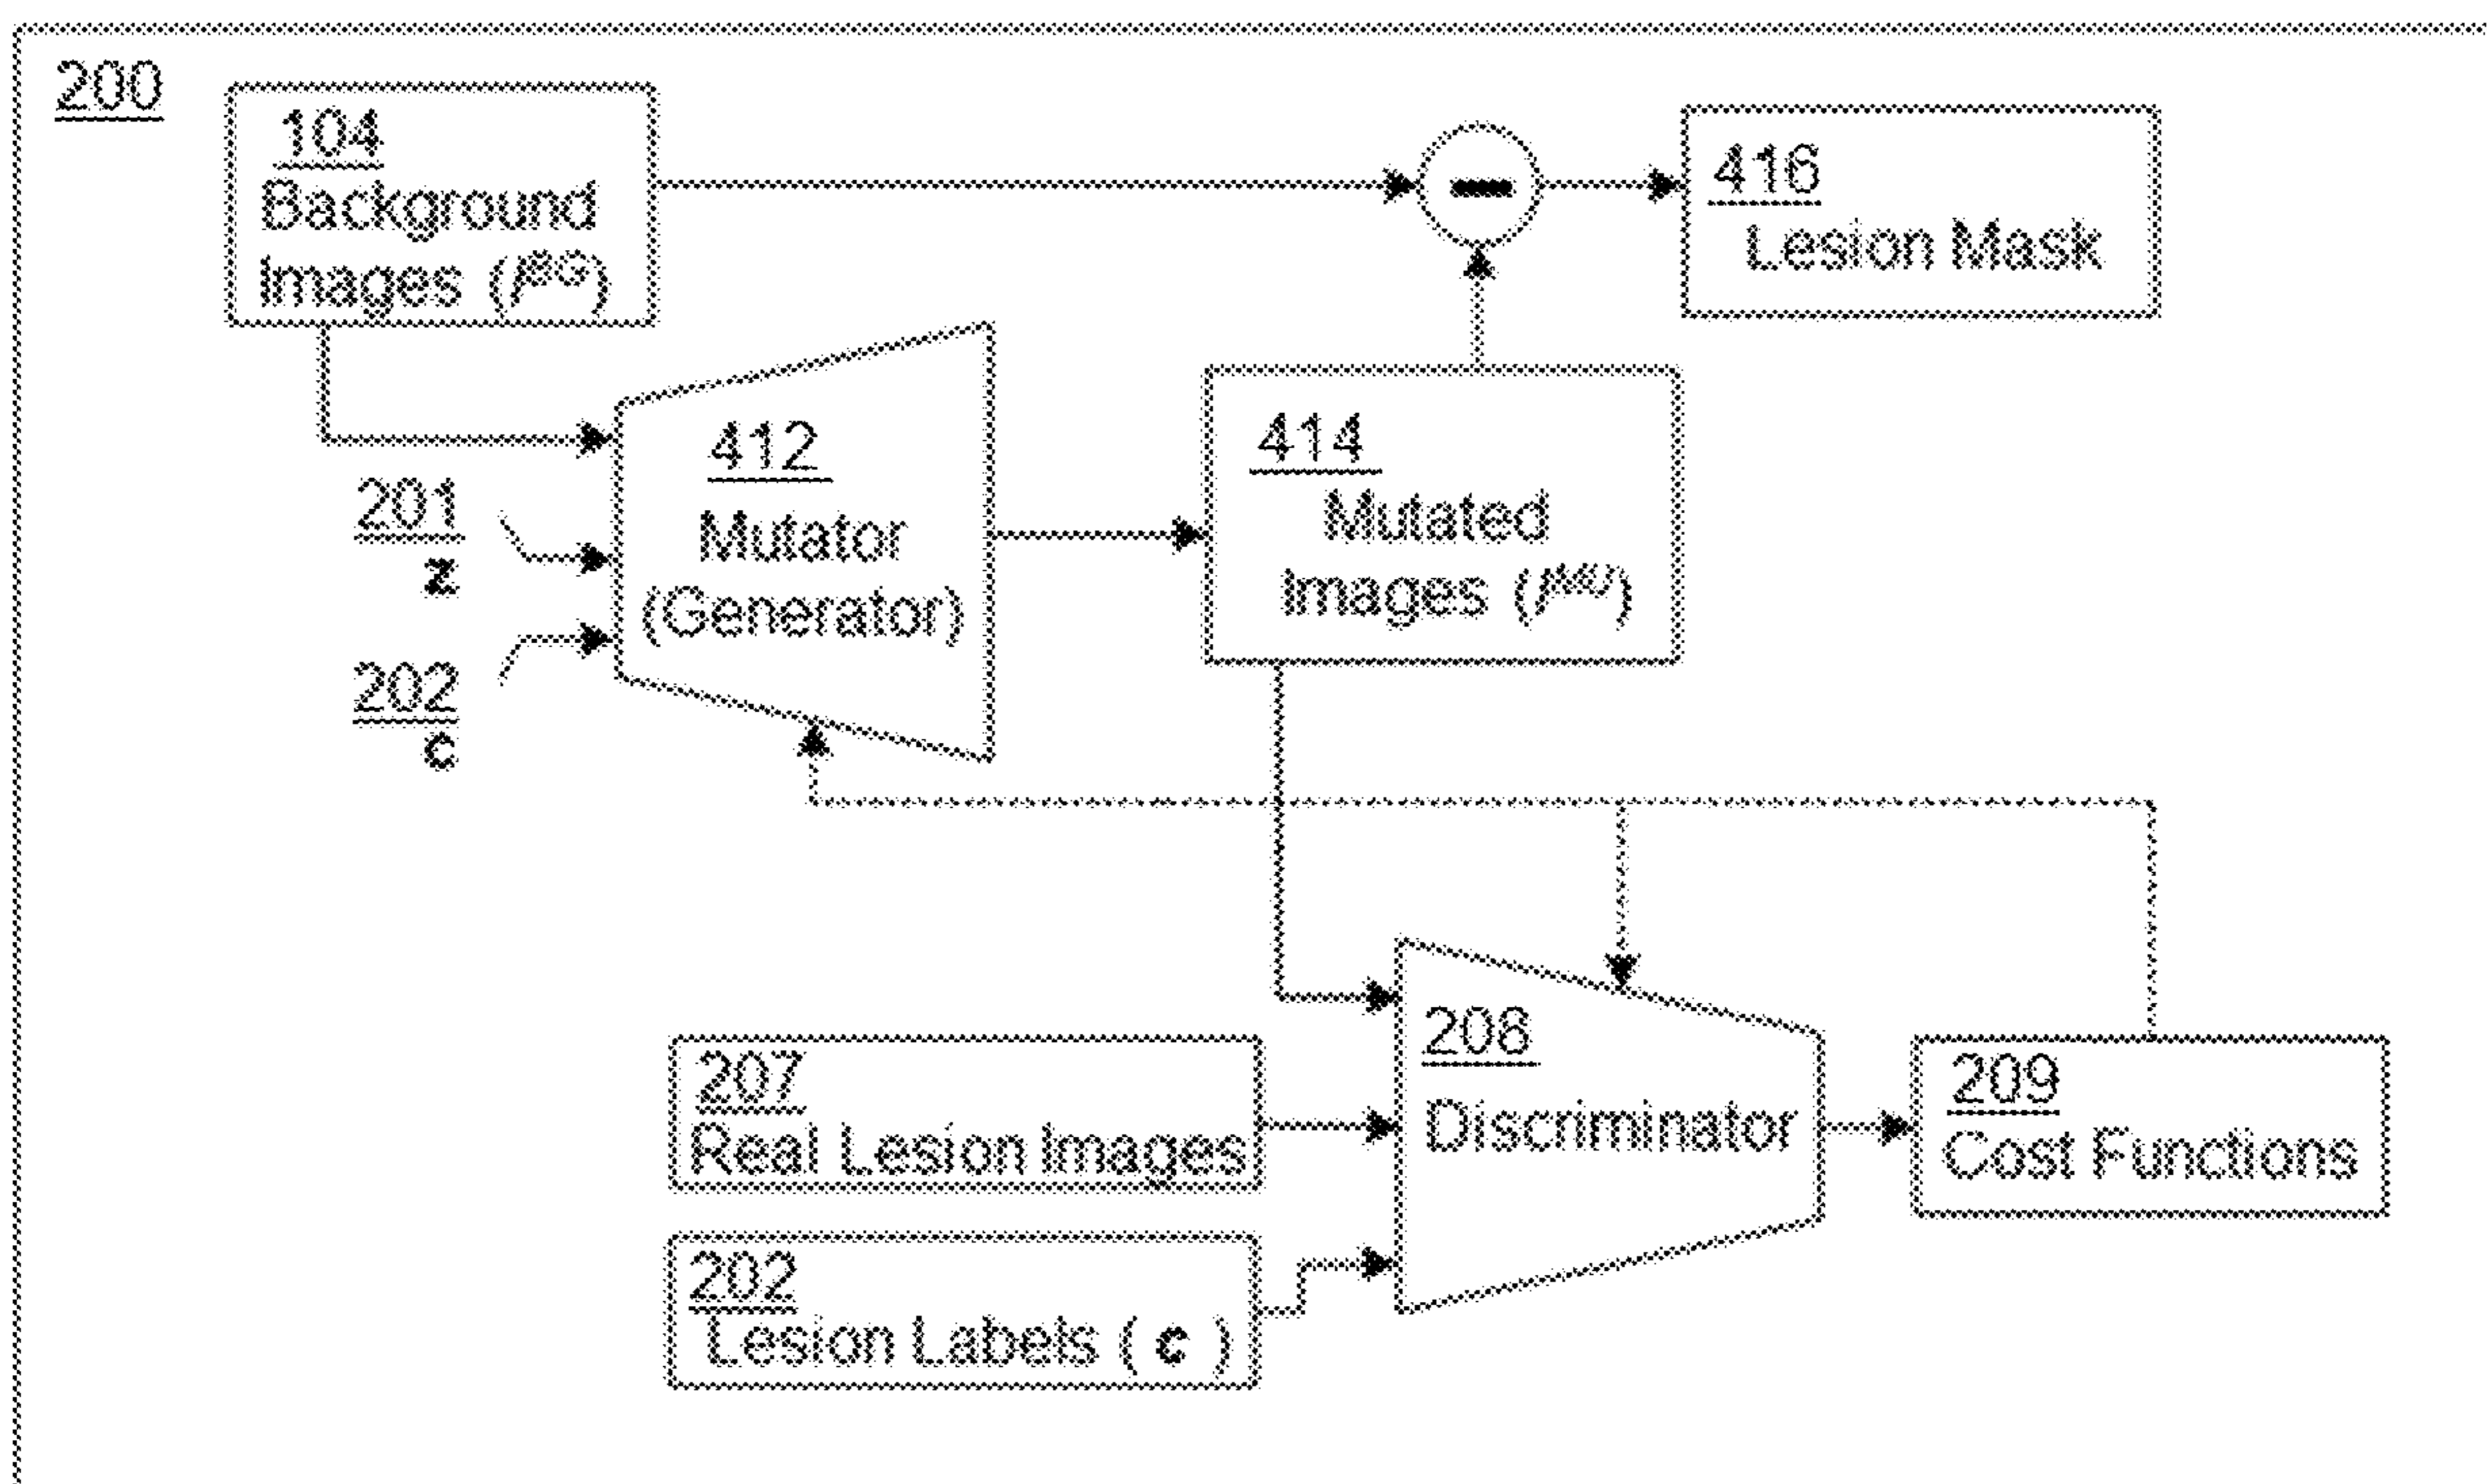 200
104
Background
Images (I^BG)
416
Lesion Mask
412
Mutator
(Generator)
414
Mutated
Images (I^MU)
201
z
202
c
208
Discriminator
207
Real Lesion Images
209
Cost Functions
202
Lesion Labels ( c )